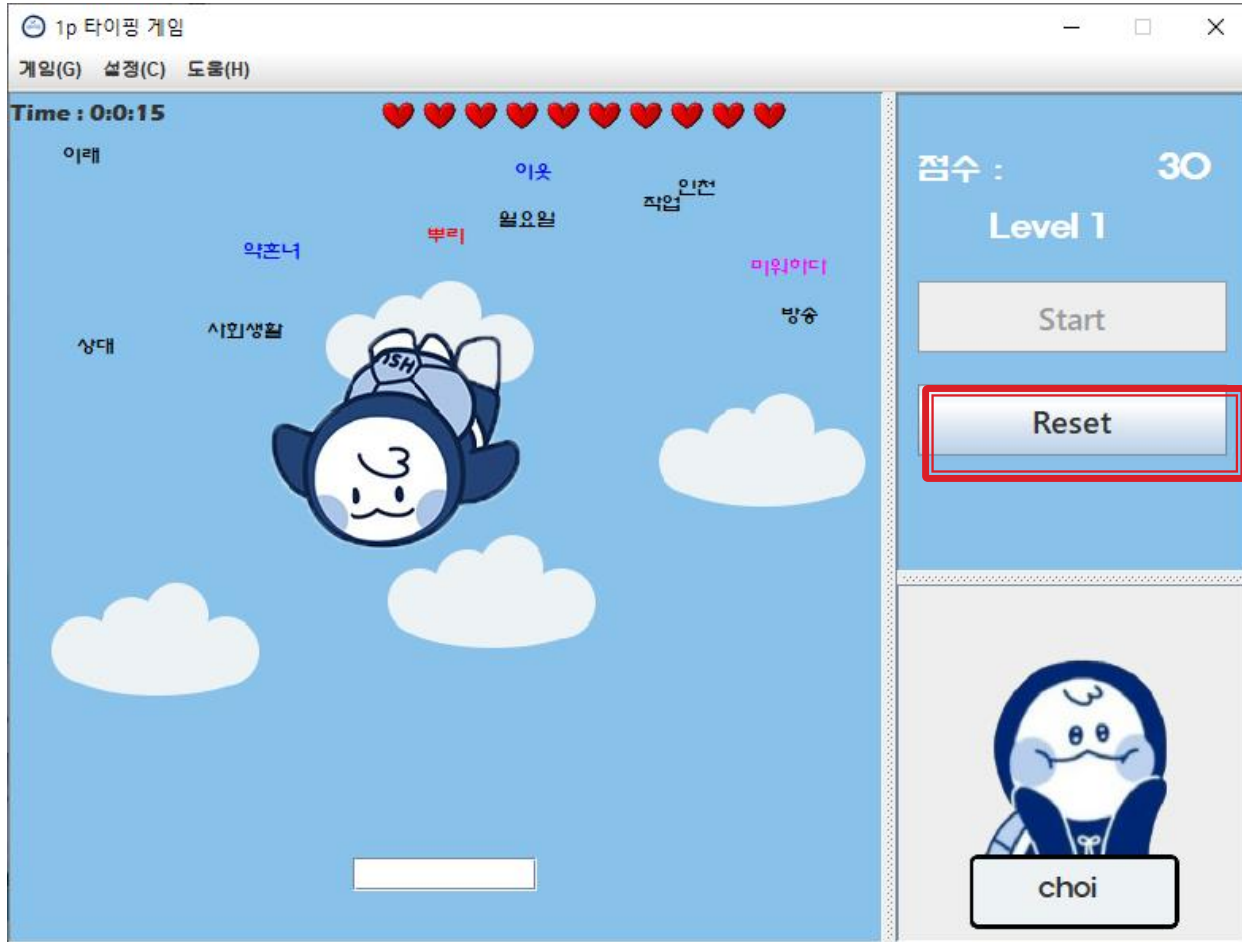 1p 타이핑 게임
게임(G) 설정(C) 도움(H)
Time : 0:0:15
이래
이웃
인천
작업
월요일
뿌리
약혼녀
미워하다
방송
사회생활
상대
HSU
점수 : 30
Level 1
Start
Reset
choi